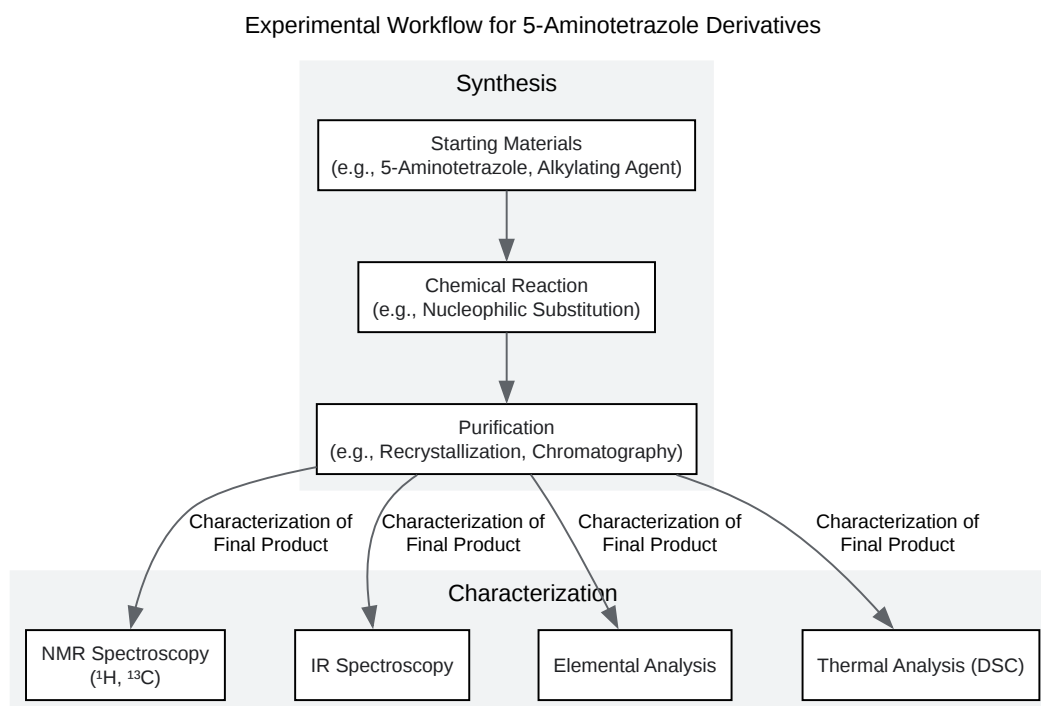 Experimental Workflow for 5-Aminotetrazole Derivatives
Synthesis
Starting Materials
(e.g., 5-Aminotetrazole, Alkylating Agent)
Chemical Reaction
(e.g., Nucleophilic Substitution)
Purification
(e.g., Recrystallization, Chromatography)
Characterization of
Final Product
Characterization of
Final Product
Characterization of
Final Product
Characterization of
Final Product
Characterization
NMR Spectroscopy
(¹H, ¹³C)
IR Spectroscopy
Elemental Analysis
Thermal Analysis (DSC)